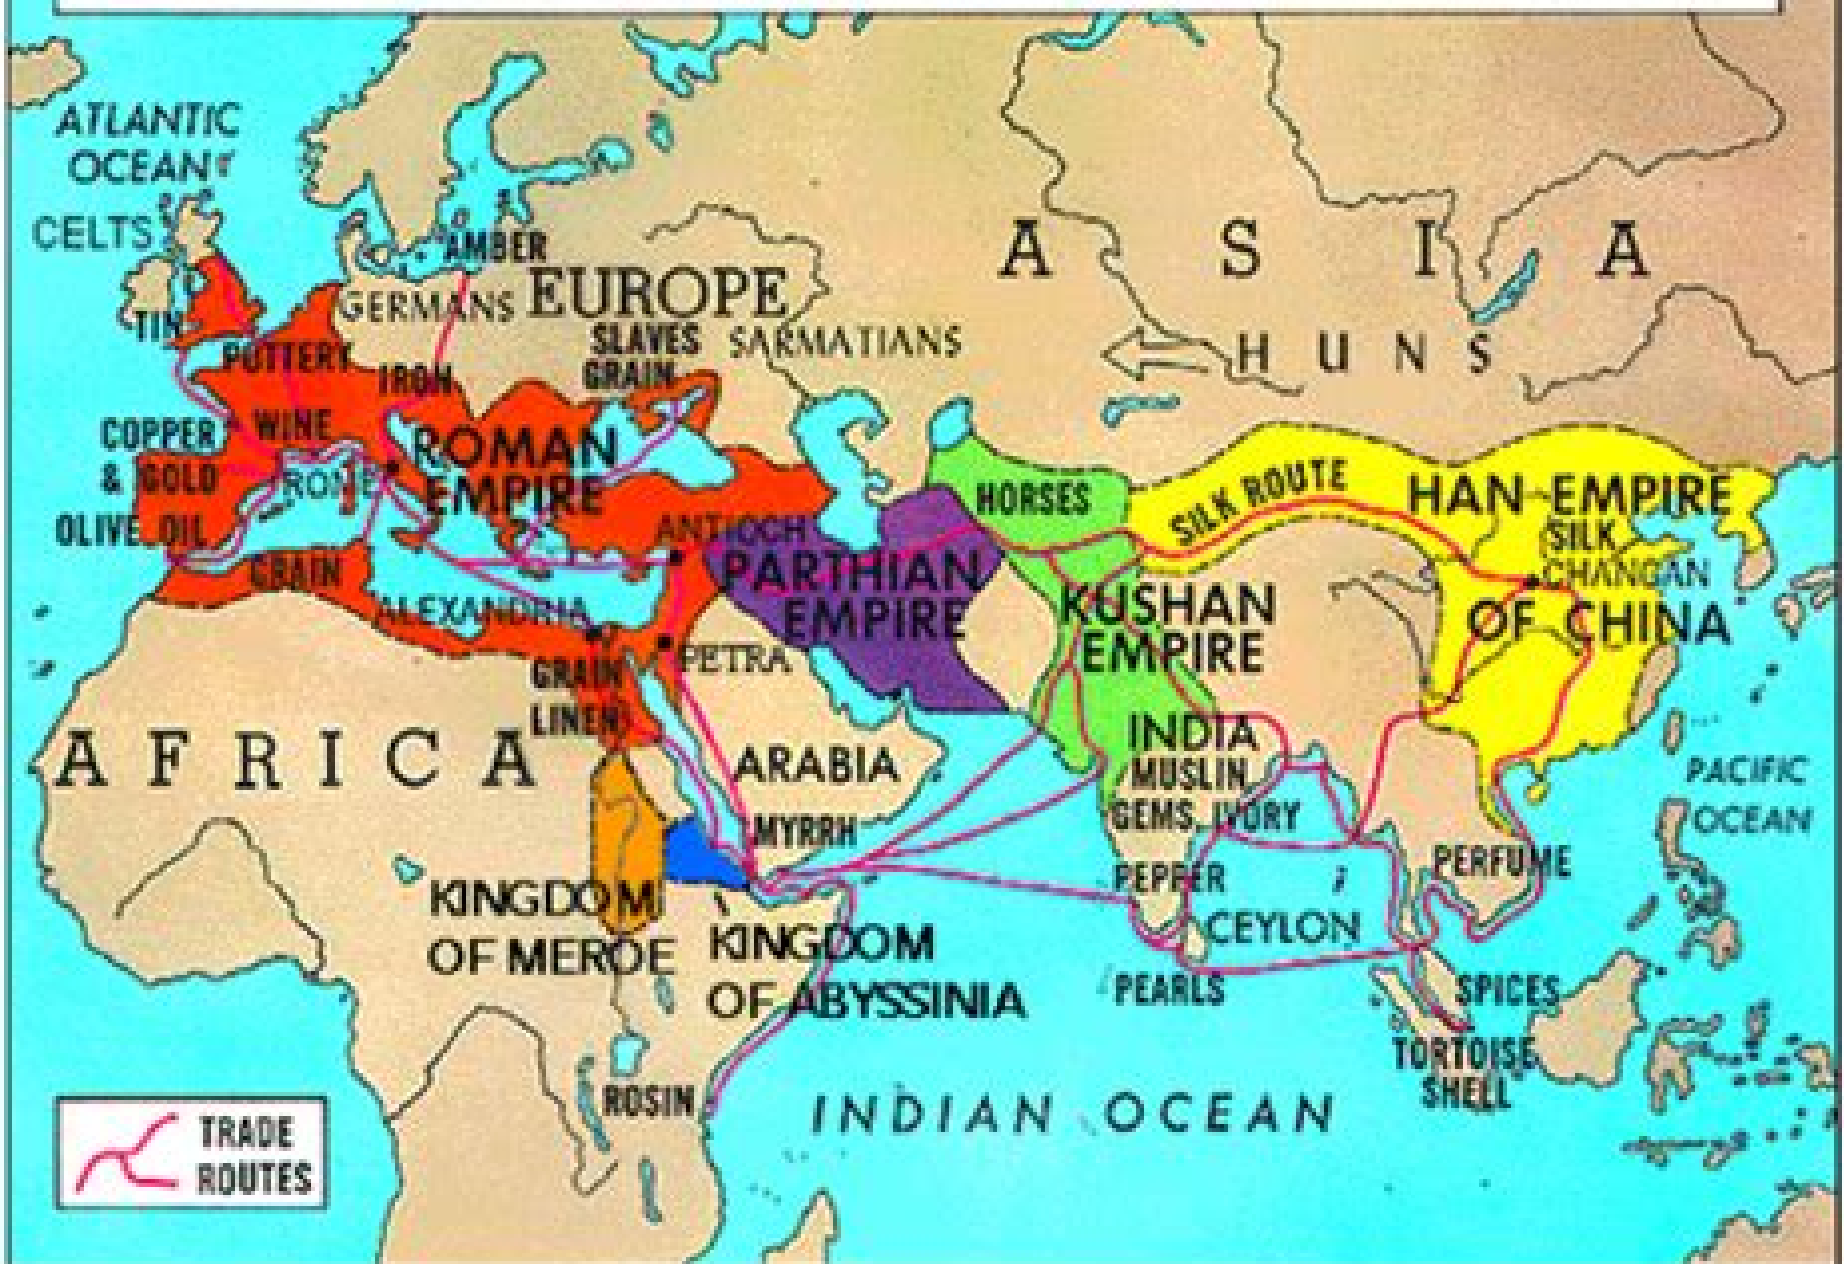 ATLANTIC
OCEAN
CELTS
AMBER
GERMANS
EUROPE
A S I A
TIN
POTTERY
IRON
SLAVES
GRAIN
SARMATIANS
H U N S
COPPER
& GOLD
WINE
ROME
ROMAN
EMPIRE
OLIVE OIL
GRAIN
ANTIOCH
HORSES
SILK ROUTE
HAN EMPIRE
SILK
CHANGAN
OF CHINA
PARTHIAN
EMPIRE
KUSHAN
EMPIRE
ALEXANDRIA
PETRA
GRAIN
LINEN
AFRICA
ARABIA
MYRRH
INDIA
MUSLIN
GEMS, IVORY
PEPPER
CEYLON
PEARLS
PERFUME
PACIFIC
OCEAN
KINGDOM
OF MEROE
KINGDOM
OF ABYSSINIA
SPICES
TORTOISE
SHELL
ROSIN
INDIAN OCEAN
TRADE
ROUTES